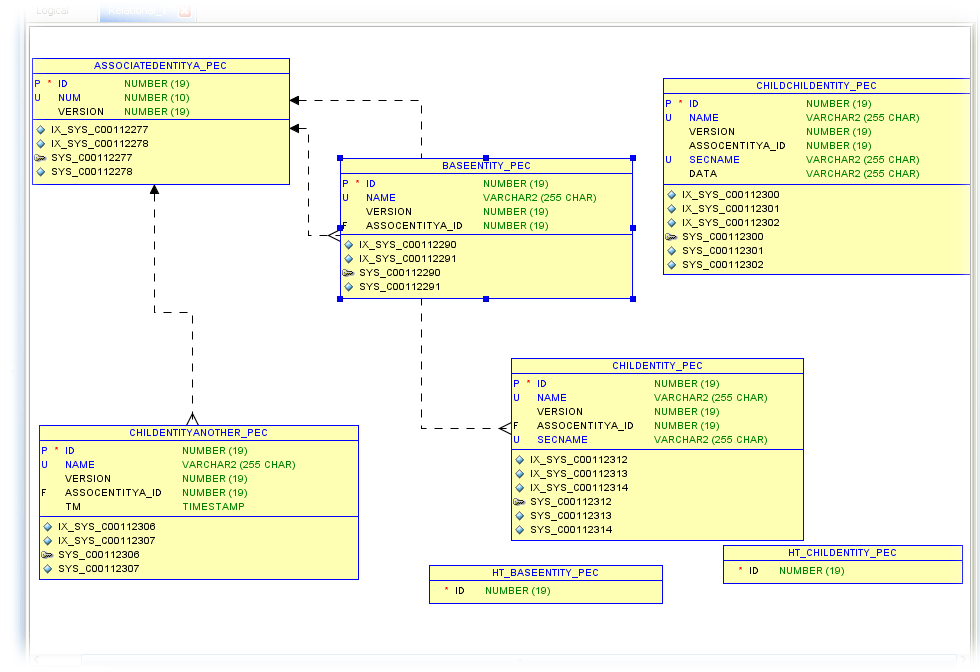 Logical
ASSOCIATEDENTITYA_PEC
P * ID NUMBER (19)
U NUM NUMBER (10)
VERSION NUMBER (19)
IX_SYS_C00112277
IX_SYS_C00112278
SYS_C00112277
SYS_C00112278
BASEENTITY_PEC
P * ID NUMBER (19)
U NAME VARCHAR2 (255 CHAR)
VERSION NUMBER (19)
F ASSOCENTITYA_ID NUMBER (19)
IX_SYS_C00112290
IX_SYS_C00112291
SYS_C00112290
SYS_C00112291
CHILDCHILDENTITY_PEC
P * ID NUMBER (19)
U NAME VARCHAR2 (255 CHAR)
VERSION NUMBER (19)
ASSOCENTITYA_ID NUMBER (19)
U SECNAME VARCHAR2 (255 CHAR)
DATA VARCHAR2 (255 CHAR)
IX_SYS_C00112300
IX_SYS_C00112301
IX_SYS_C00112302
SYS_C00112300
SYS_C00112301
SYS_C00112302
CHILDENTITY_PEC
P * ID NUMBER (19)
U NAME VARCHAR2 (255 CHAR)
VERSION NUMBER (19)
F ASSOCENTITYA_ID NUMBER (19)
U SECNAME VARCHAR2 (255 CHAR)
IX_SYS_C00112312
IX_SYS_C00112313
IX_SYS_C00112314
SYS_C00112312
SYS_C00112313
SYS_C00112314
CHILDENTITYANOTHER_PEC
P * ID NUMBER (19)
U NAME VARCHAR2 (255 CHAR)
VERSION NUMBER (19)
F ASSOCENTITYA_ID NUMBER (19)
TM TIMESTAMP
IX_SYS_C00112306
IX_SYS_C00112307
SYS_C00112306
SYS_C00112307
HT_BASEENTITY_PEC
* ID NUMBER (19)
HT_CHILDENTITY_PEC
* ID NUMBER (19)